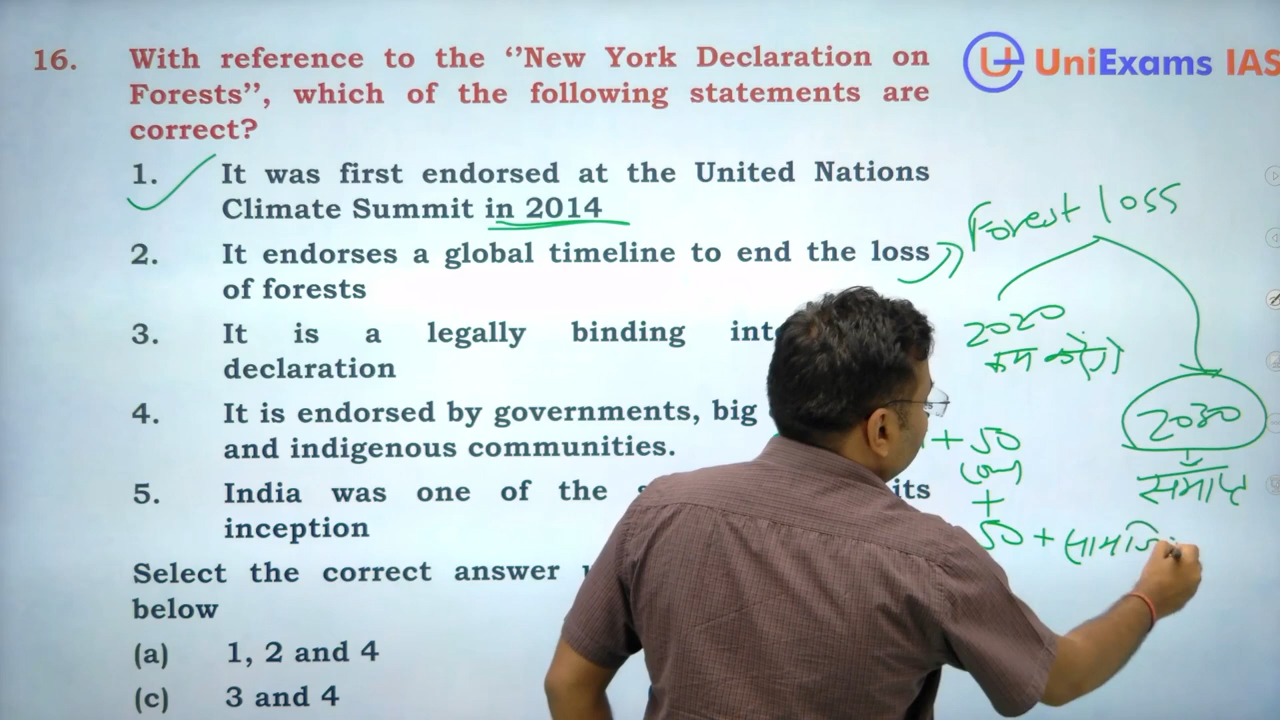 16. With reference to the ‘’New York Declaration on
Forests’’, which of the following statements are
correct?
1. It was first endorsed at the United Nations
Climate Summit in 2014
2. It endorses a global timeline to end the loss
of forests
3. It is a legally binding
declaration
4. It is endorsed by governments, big
and indigenous communities.
5. India was one of the its
inception
Select the correct answer
below
(a) 1, 2 and 4
(c) 3 and 4
UniExams IAS
Forest loss
2020
कम करेंगे
2030
समाप्त
+ 50
+
50 +